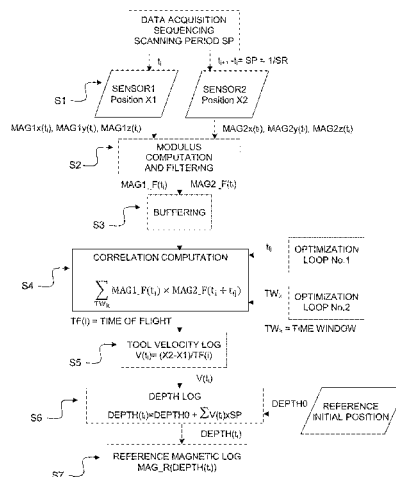 DATA ACQUISITION
SEQUENCING
SCANNING PERIOD SP
tᵢ
tᵢ₊₁ -tᵢ= SP = 1/SR
S1
SENSOR1
Position X1
SENSOR2
Position X2
MAG1x(tᵢ), MAG1y(tᵢ), MAG1z(tᵢ)
MAG2x(tᵢ), MAG2y(tᵢ), MAG2z(tᵢ)
S2
MODULUS
COMPUTATION
AND FILTERING
MAG1_F(tᵢ)
MAG2_F(tᵢ)
S3
BUFFERING
S4
CORRELATION COMPUTATION
∑ MAG1_F(tᵢ) × MAG2_F(tᵢ + tᵢⱼ)
TWₖ
tᵢⱼ
OPTIMIZATION
LOOP No.1
TWₖ
OPTIMIZATION
LOOP No.2
TF(i) = TIME OF FLIGHT
TWₖ = TIME WINDOW
S5
TOOL VELOCITY LOG
V(tᵢ)= (X2-X1)/TF(i)
V(tᵢ)
S6
DEPTH LOG
DEPTH(tᵢ)=DEPTH0 + ∑V(tᵢ)xSP
DEPTH0
REFERENCE
INITIAL POSITION
DEPTH(tᵢ)
S7
REFERENCE MAGNETIC LOG
MAG_R(DEPTH(tᵢ))